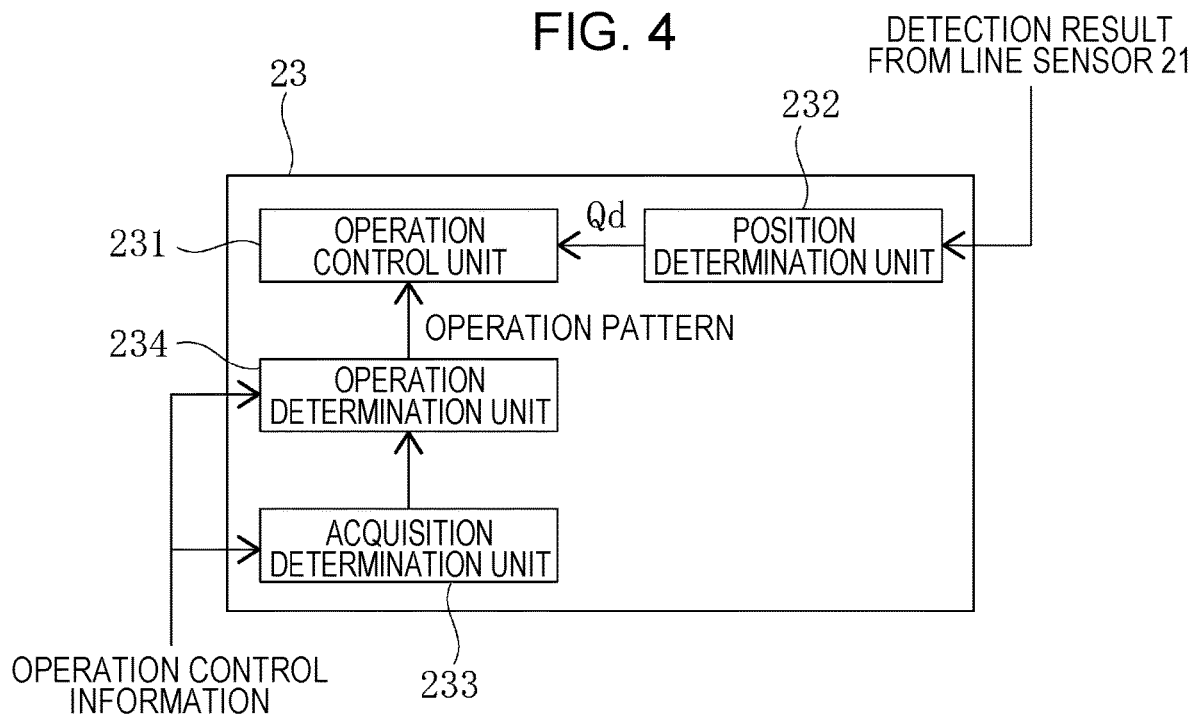 FIG. 4
DETECTION RESULT
FROM LINE SENSOR 21
23
232
231
OPERATION
CONTROL UNIT
Qd
POSITION
DETERMINATION UNIT
OPERATION PATTERN
234
OPERATION
DETERMINATION UNIT
ACQUISITION
DETERMINATION UNIT
233
OPERATION CONTROL
INFORMATION